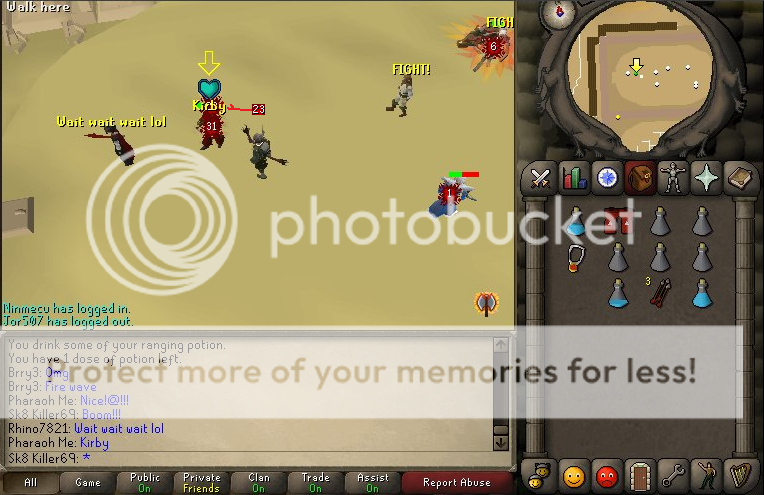 Walk here
FIGH
6
FIGHT!
Kirby
23
Wait wait wait lol
31
1
photobucket
3
Ninmecu has logged in.
Jor507 has logged out.
You drink some of your ranging potion.
You have 1 dose of potion left.
Brry3: Omg
Brry3: Fire wave
Protect more of your memories for less!
Pharaoh Me: Nice!@!!!
Sk8 Killer69: Boom!!!
Rhino7821: Wait wait wait lol
Pharaoh Me: Kirby
Sk8 Killer69: *
All
Game
Public
On
Private
Friends
Clan
On
Trade
On
Assist
On
Report Abuse